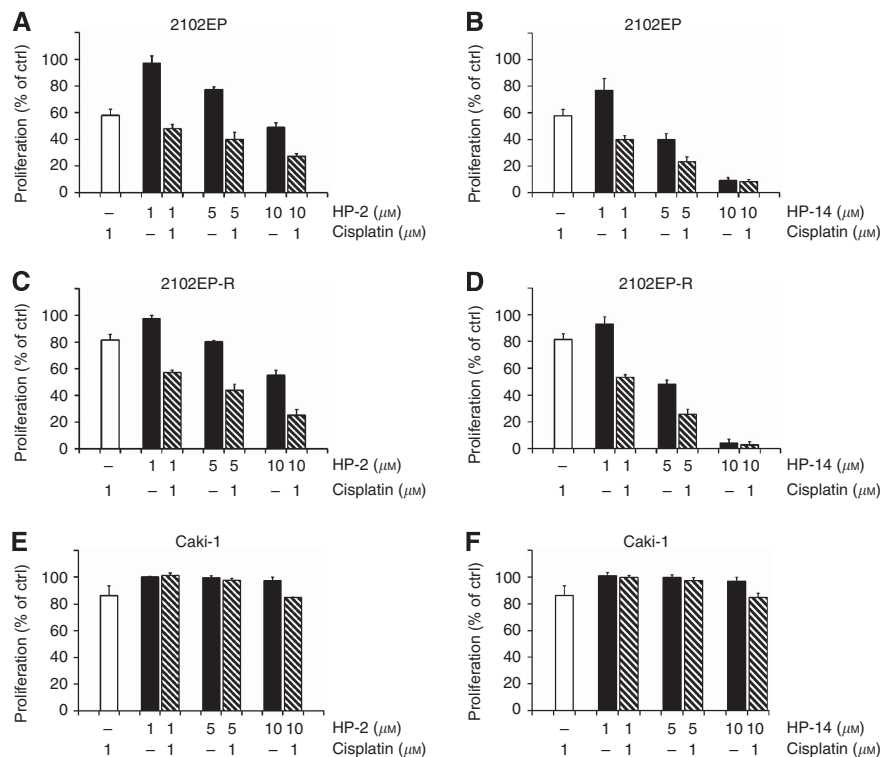 A
2102EP
Proliferation (% of ctrl)
100
80
60
40
20
0
– 1 1 5 5 10 10 HP-2 (μM)
1 – 1 – 1 – 1 Cisplatin (μM)
B
2102EP
Proliferation (% of ctrl)
100
80
60
40
20
0
– 1 1 5 5 10 10 HP-14 (μM)
1 – 1 – 1 – 1 Cisplatin (μM)
C
2102EP-R
Proliferation (% of ctrl)
100
80
60
40
20
0
– 1 1 5 5 10 10 HP-2 (μM)
1 – 1 – 1 – 1 Cisplatin (μM)
D
2102EP-R
Proliferation (% of ctrl)
100
80
60
40
20
0
– 1 1 5 5 10 10 HP-14 (μM)
1 – 1 – 1 – 1 Cisplatin (μM)
E
Caki-1
Proliferation (% of ctrl)
100
80
60
40
20
0
– 1 1 5 5 10 10 HP-2 (μM)
1 – 1 – 1 – 1 Cisplatin (μM)
F
Caki-1
Proliferation (% of ctrl)
100
80
60
40
20
0
– 1 1 5 5 10 10 HP-14 (μM)
1 – 1 – 1 – 1 Cisplatin (μM)